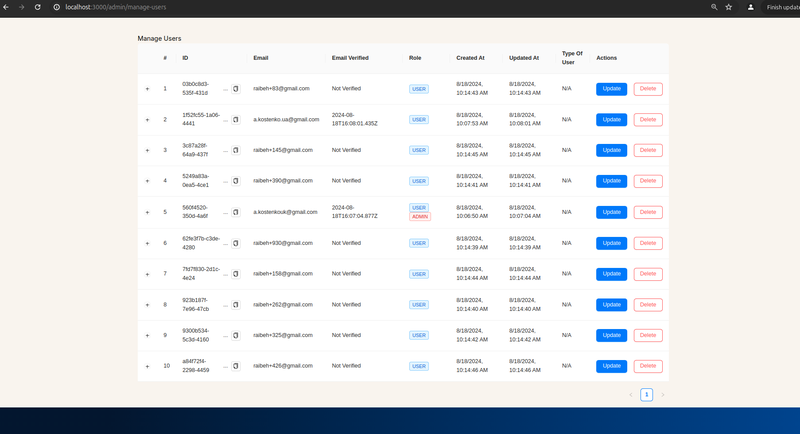 localhost:3000/admin/manage-users
Finish update
Manage Users
# ID Email Email Verified Role Created At Updated At Type Of User Actions
1 03b0c8d3-535f-431d ... raibeh+83@gmail.com Not Verified USER 8/18/2024, 10:14:43 AM 8/18/2024, 10:14:43 AM N/A Update Delete
2 1f52fc55-1a06-4441 ... a.kostenko.ua@gmail.com 2024-08-18T16:08:01.435Z USER 8/18/2024, 10:07:53 AM 8/18/2024, 10:08:01 AM N/A Update Delete
3 3c87a28f-64a9-437f ... raibeh+145@gmail.com Not Verified USER 8/18/2024, 10:14:45 AM 8/18/2024, 10:14:45 AM N/A Update Delete
4 5249a83a-0ea5-4ce1 ... raibeh+390@gmail.com Not Verified USER 8/18/2024, 10:14:41 AM 8/18/2024, 10:14:41 AM N/A Update Delete
5 560f4520-350d-4a6f ... a.kostenkouk@gmail.com 2024-08-18T16:07:04.877Z USER ADMIN 8/18/2024, 10:06:50 AM 8/18/2024, 10:07:04 AM N/A Update Delete
6 62fe3f7b-c3de-4280 ... raibeh+930@gmail.com Not Verified USER 8/18/2024, 10:14:39 AM 8/18/2024, 10:14:39 AM N/A Update Delete
7 7fd7f830-2d1c-4e24 ... raibeh+158@gmail.com Not Verified USER 8/18/2024, 10:14:44 AM 8/18/2024, 10:14:44 AM N/A Update Delete
8 923b187f-7e96-47cb ... raibeh+262@gmail.com Not Verified USER 8/18/2024, 10:14:40 AM 8/18/2024, 10:14:40 AM N/A Update Delete
9 9300b534-5c3d-4160 ... raibeh+325@gmail.com Not Verified USER 8/18/2024, 10:14:42 AM 8/18/2024, 10:14:42 AM N/A Update Delete
10 a84f72f4-2298-4459 ... raibeh+426@gmail.com Not Verified USER 8/18/2024, 10:14:46 AM 8/18/2024, 10:14:46 AM N/A Update Delete
1